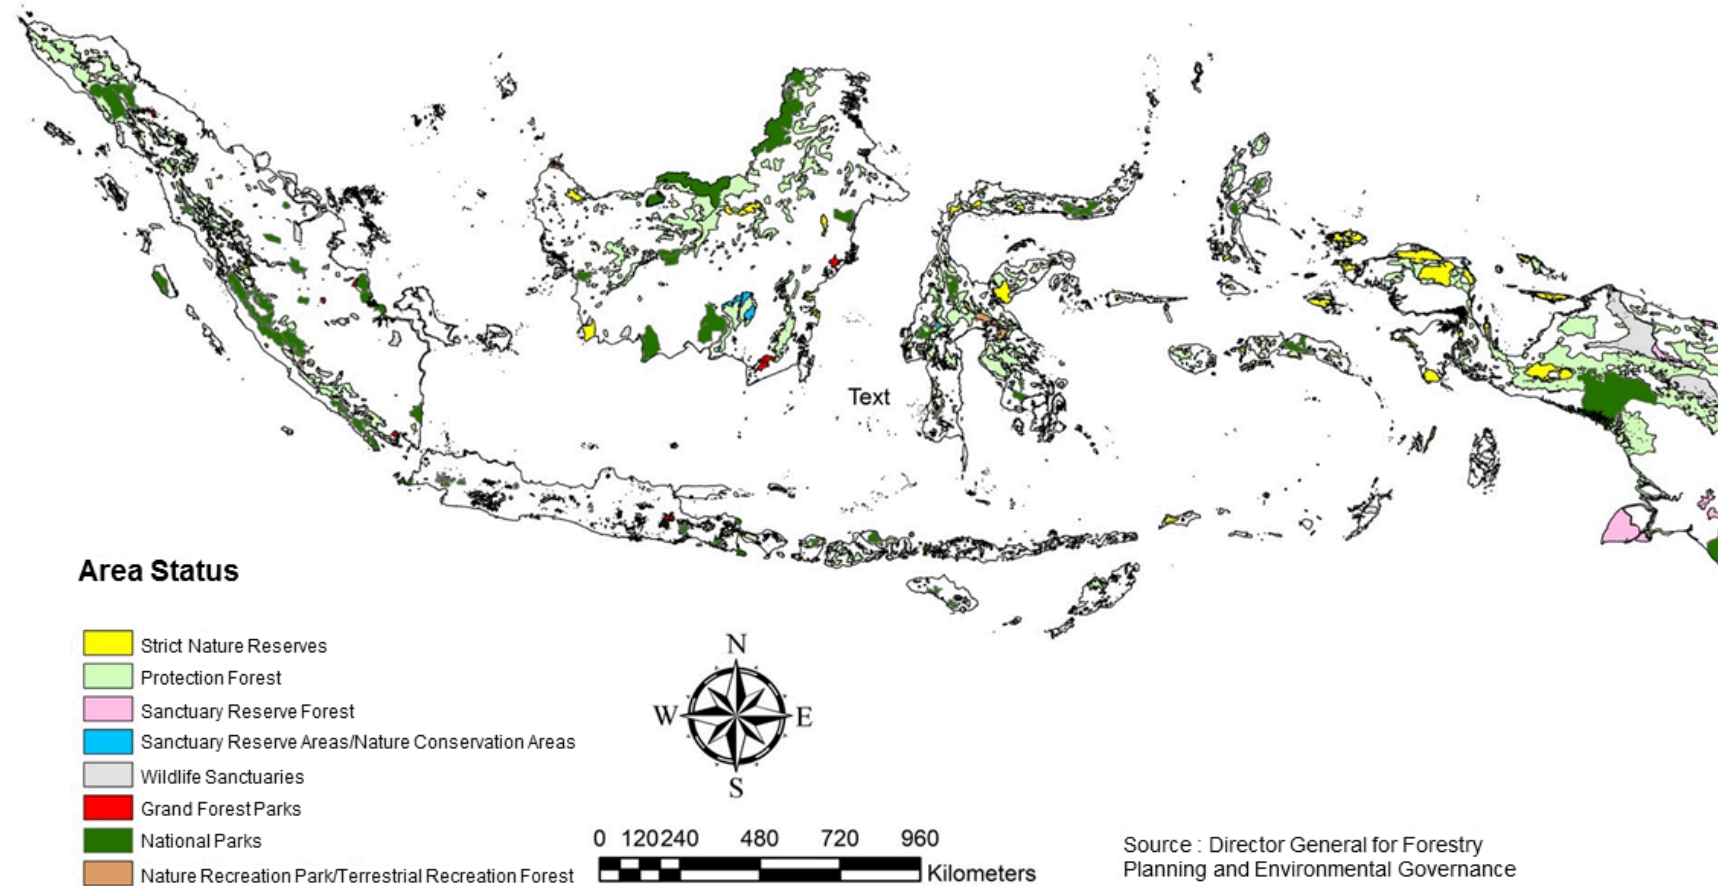 Text
Area Status
Strict Nature Reserves
Protection Forest
Sanctuary Reserve Forest
Sanctuary Reserve Areas/Nature Conservation Areas
Wildlife Sanctuaries
Grand Forest Parks
National Parks
Nature Recreation Park/Terrestrial Recreation Forest
N
W E
S
0 120 240 480 720 960
Kilometers
Source : Director General for Forestry
Planning and Environmental Governance